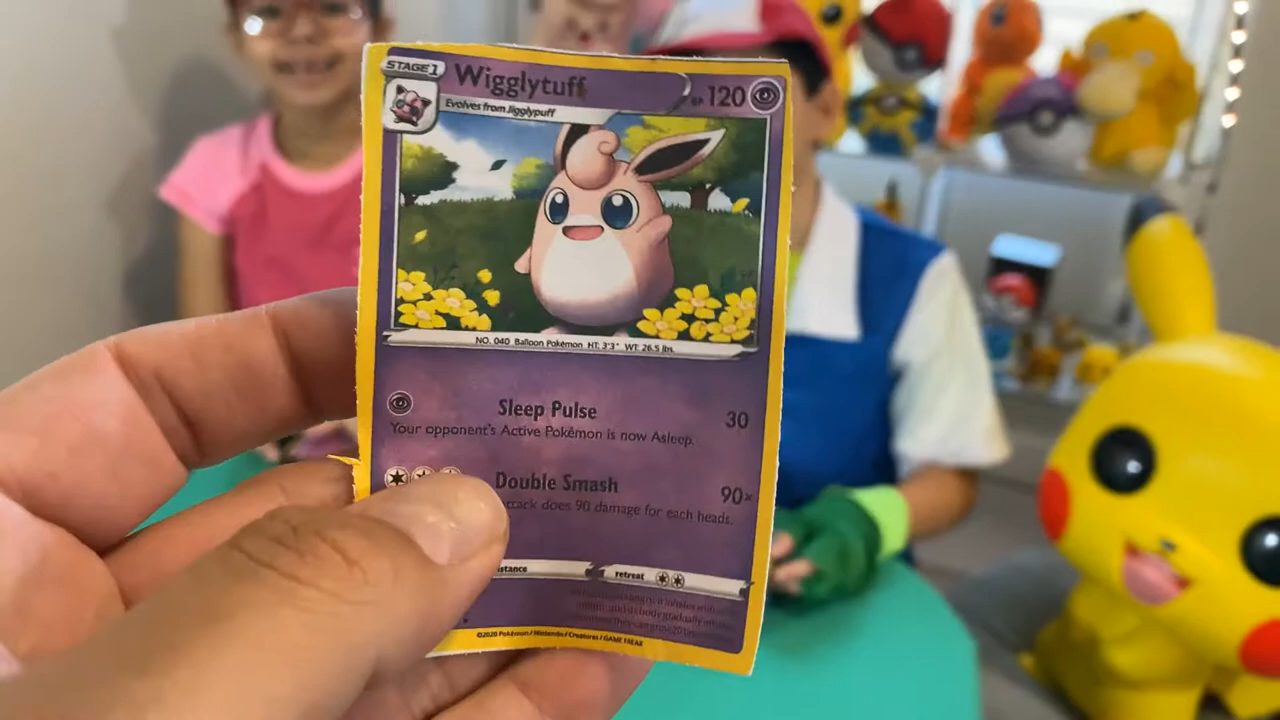 STAGE 1
Wigglytuff
120
Evolves from Jigglypuff
NO. 040 Balloon Pokémon HT: 3'3" WT: 26.5 lbs.
Sleep Pulse 30
Your opponent's Active Pokémon is now Asleep.
Double Smash 90×
does 90 damage for each heads.
retreat
©2020 Pokémon / Nintendo / Creatures / GAME FREAK